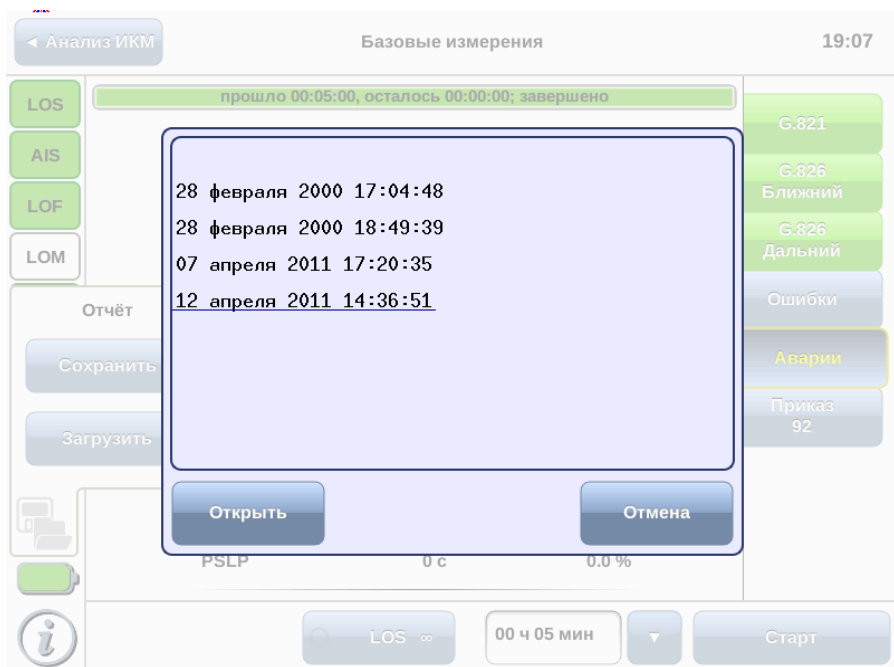 ◄ Анализ ИКМ
Базовые измерения
19:07
прошло 00:05:00, осталось 00:00:00; завершено
LOS
AIS
LOF
LOM
G.821
G.826
Ближний
G.826
Дальний
Ошибки
Аварии
Приказ
92
Отчёт
Сохранить
Загрузить
28 февраля 2000 17:04:48
28 февраля 2000 18:49:39
07 апреля 2011 17:20:35
12 апреля 2011 14:36:51
Открыть
Отмена
PSLP
0 с
0.0 %
i
LOS ∞
00 ч 05 мин
▼
Старт